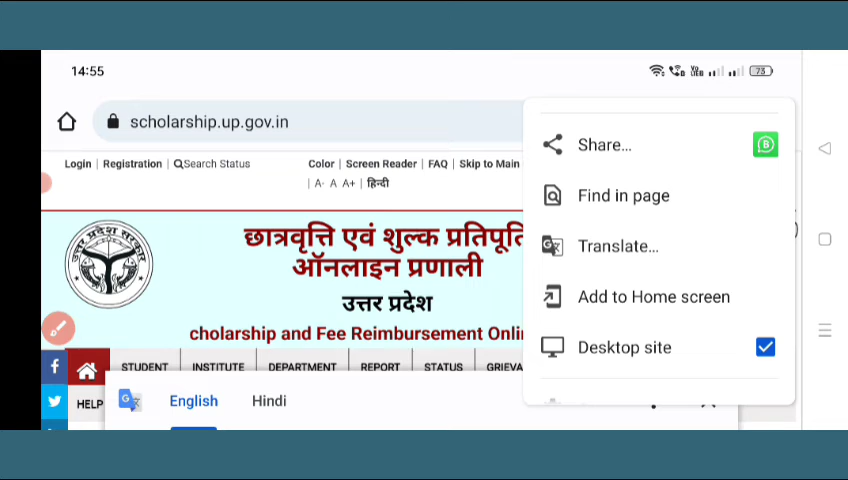 14:55
73
scholarship.up.gov.in
Login | Registration | Search Status
Color | Screen Reader | FAQ | Skip to Main
| A- A A+ | हिन्दी
छात्रवृत्ति एवं शुल्क प्रतिपूर्ति
ऑनलाइन प्रणाली
उत्तर प्रदेश
cholarship and Fee Reimbursement Onli
STUDENT | INSTITUTE | DEPARTMENT | REPORT | STATUS | GRIEVA
HELP
English Hindi
Share...
Find in page
Translate...
Add to Home screen
Desktop site